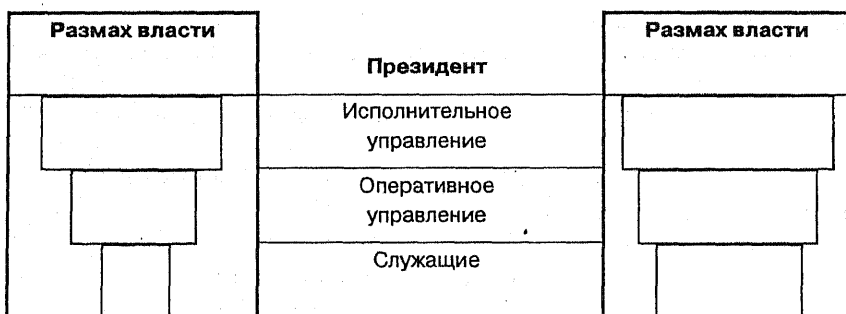 Размах власти
Президент
Исполнительное
управление
Оперативное
управление
Служащие
Размах власти